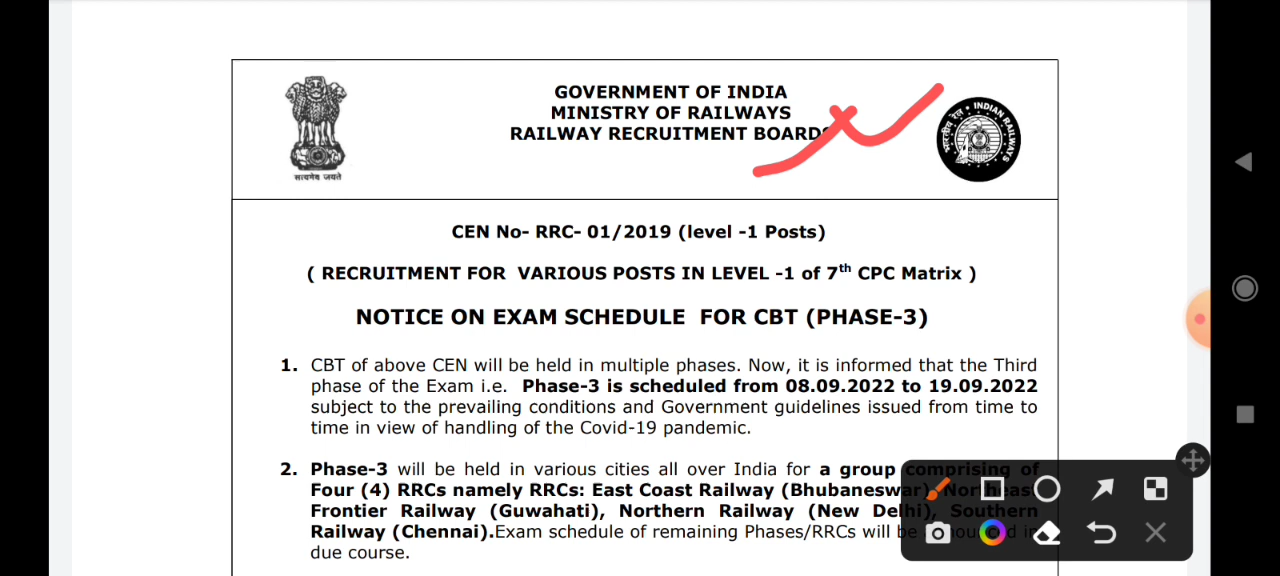 GOVERNMENT OF INDIA
MINISTRY OF RAILWAYS
RAILWAY RECRUITMENT BOARDS
सत्यमेव जयते
भारतीय रेल • INDIAN RAILWAYS
CEN No- RRC- 01/2019 (level -1 Posts)
( RECRUITMENT FOR VARIOUS POSTS IN LEVEL -1 of 7th CPC Matrix )
NOTICE ON EXAM SCHEDULE FOR CBT (PHASE-3)
1. CBT of above CEN will be held in multiple phases. Now, it is informed that the Third
phase of the Exam i.e. Phase-3 is scheduled from 08.09.2022 to 19.09.2022
subject to the prevailing conditions and Government guidelines issued from time to
time in view of handling of the Covid-19 pandemic.
2. Phase-3 will be held in various cities all over India for a group comprising of
Four (4) RRCs namely RRCs: East Coast Railway (Bhubaneswar), Northeast
Frontier Railway (Guwahati), Northern Railway (New Delhi), Southern
Railway (Chennai).Exam schedule of remaining Phases/RRCs will be in
due course.